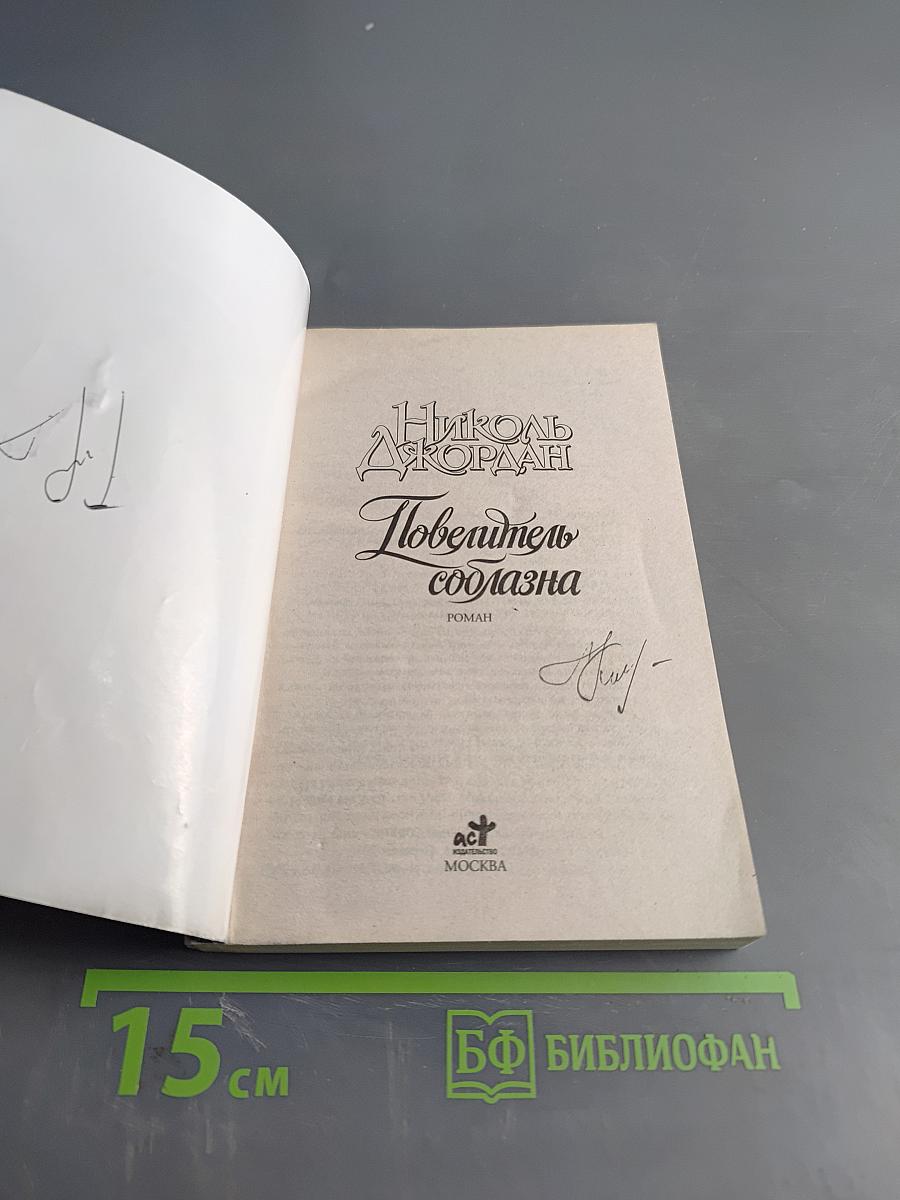 НИКОЛЬ
ДЖОРДАН
Повелитель
соблазна
РОМАН
аст
ИЗДАТЕЛЬСТВО
МОСКВА
15 см
БФ БИБЛИОФАН